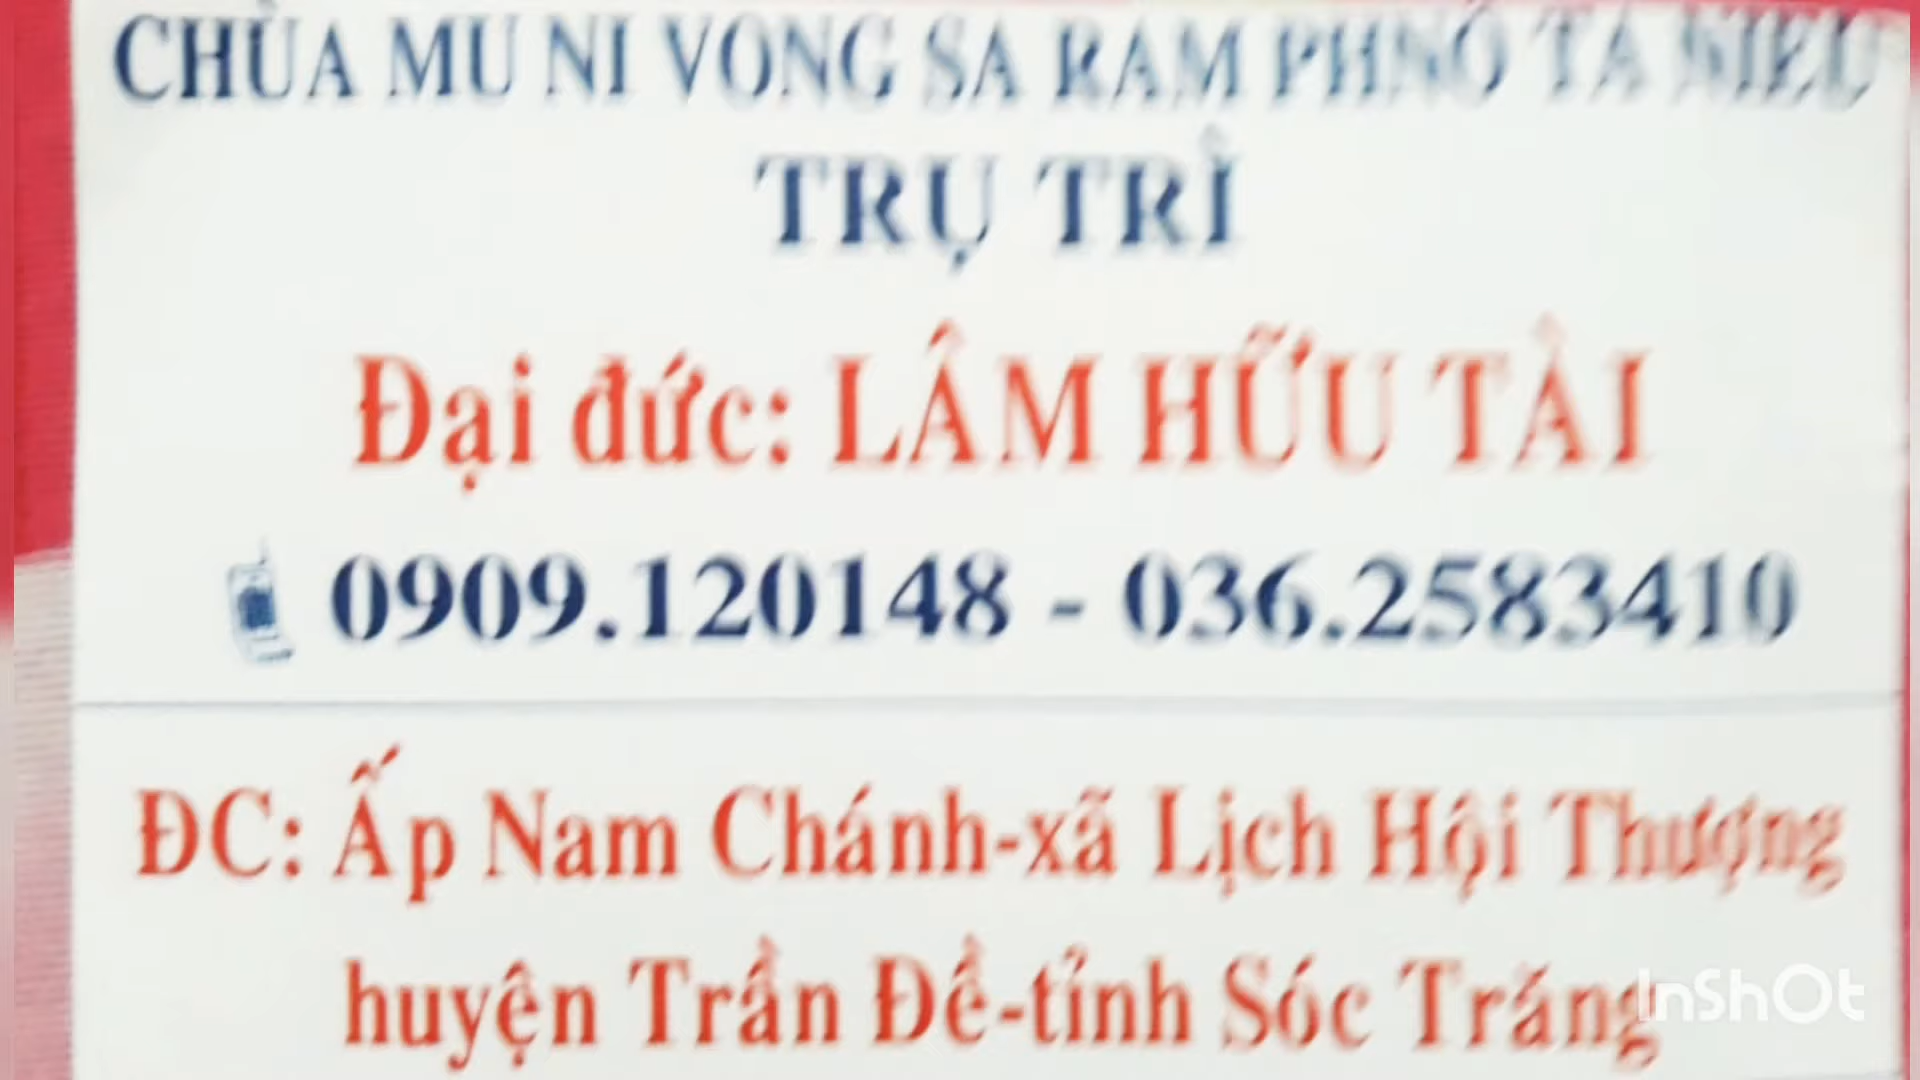 CHÙA MU NI VONG SA RAM PHNÔ TA NIEU
TRỤ TRÌ
Đại đức: LÂM HỮU TÀI
0909.120148 - 036.2583410
ĐC: Ấp Nam Chánh-xã Lịch Hội Thượng
huyện Trần Đề-tỉnh Sóc Trăng
InShOt